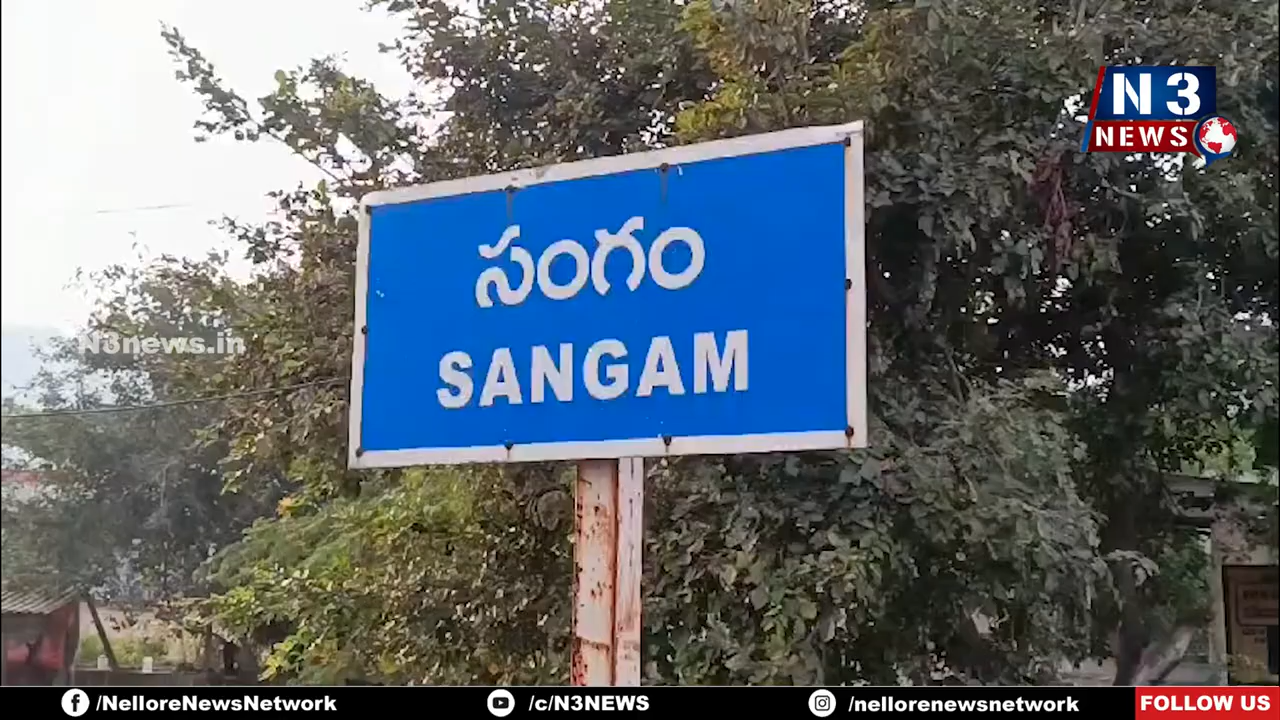 N3
NEWS
సంగం
SANGAM
N3news.in
/NelloreNewsNetwork
/c/N3NEWS
/nellorenewsnetwork
FOLLOW US